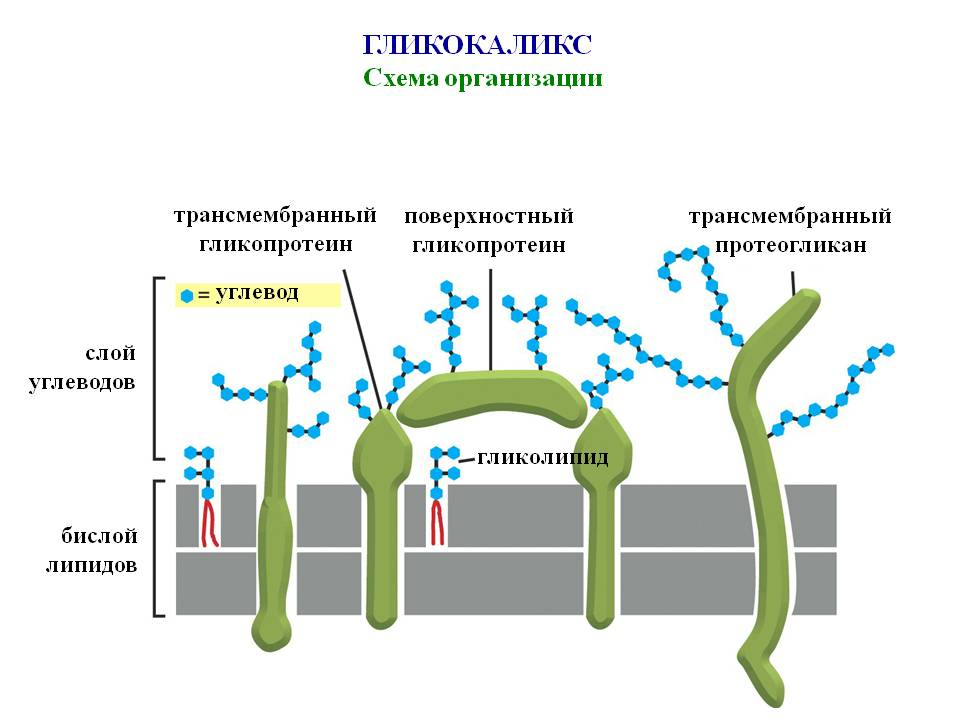 ГЛИКОКАЛИКС
Схема организации
трансмембранный
гликопротеин
поверхностный
гликопротеин
трансмембранный
протеогликан
= углевод
слой
углеводов
гликолипид
бислой
липидов